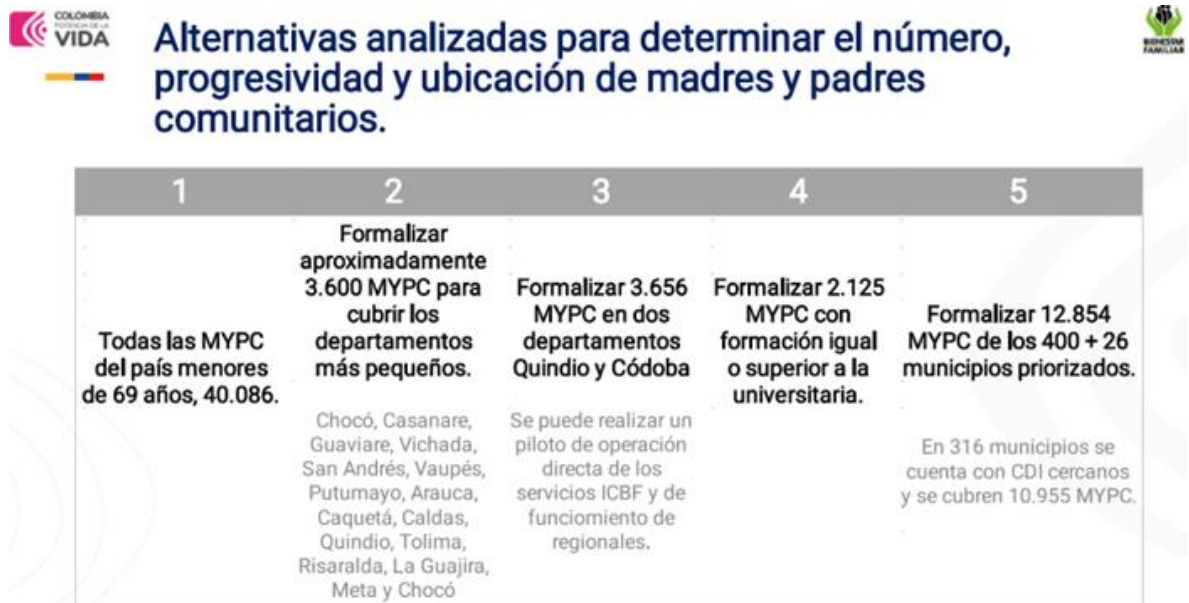 COLOMBIA
POTENCIA DE LA
VIDA
BIENESTAR
FAMILIAR
Alternativas analizadas para determinar el número,
progresividad y ubicación de madres y padres
comunitarios.
1
2
3
4
5
Todas las MYPC
del país menores
de 69 años, 40.086.
Formalizar
aproximadamente
3.600 MYPC para
cubrir los
departamentos
más pequeños.
Chocó, Casanare,
Guaviare, Vichada,
San Andrés, Vaupés,
Putumayo, Arauca,
Caquetá, Caldas,
Quindio, Tolima,
Risaralda, La Guajira,
Meta y Chocó
Formalizar 3.656
MYPC en dos
departamentos
Quindio y Códoba
Se puede realizar un
piloto de operación
directa de los
servicios ICBF y de
funciomiento de
regionales.
Formalizar 2.125
MYPC con
formación igual
o superior a la
universitaria.
Formalizar 12.854
MYPC de los 400 + 26
municipios priorizados.
En 316 municipios se
cuenta con CDI cercanos
y se cubren 10.955 MYPC.